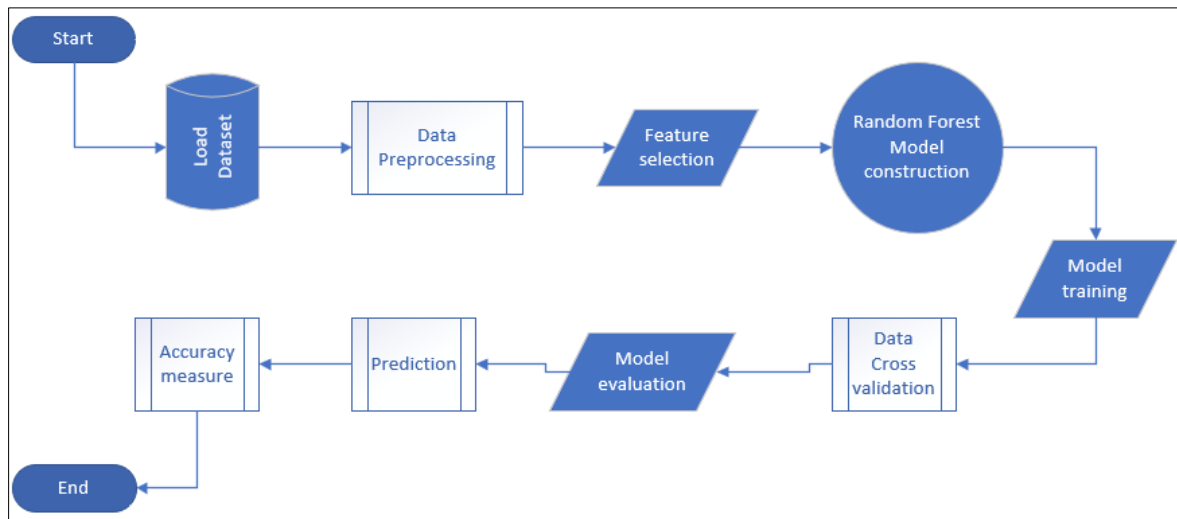 Start
Load
Dataset
Data
Preprocessing
Feature
selection
Random Forest
Model
construction
Model
training
Data
Cross
validation
Model
evaluation
Prediction
Accuracy
measure
End